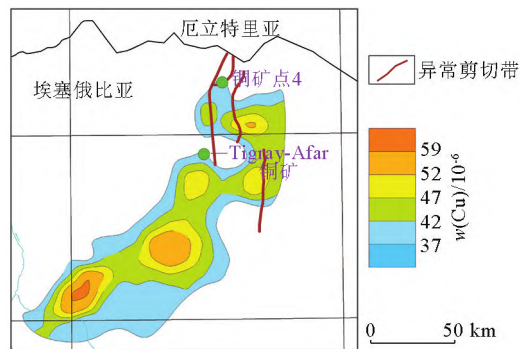 厄立特里亚
铜矿点4
埃塞俄比亚
Tigray-Afar
铜矿
异常剪切带
59
52
47
42
37
w(Cu)/10⁻⁶
0 50 km